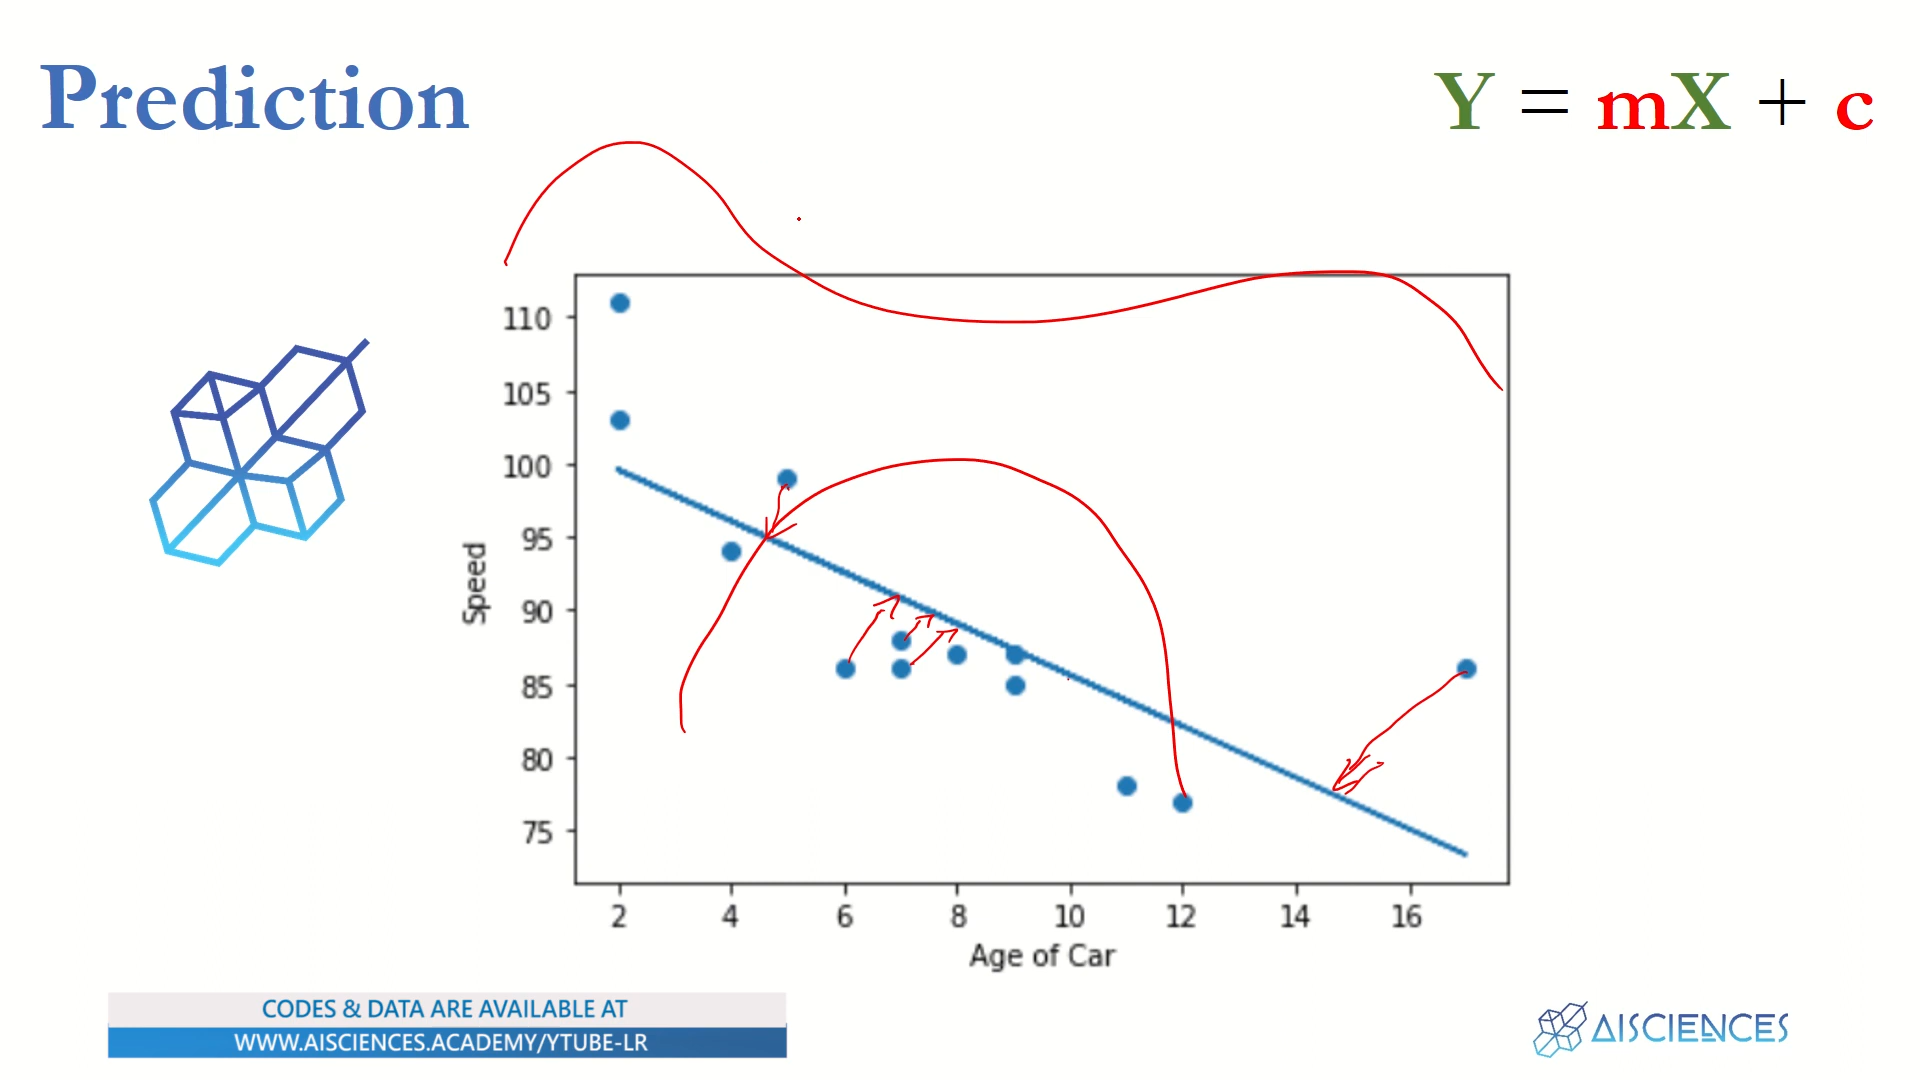 Prediction
Y = mX + c
110
105
100
95
90
85
80
75
Speed
2 4 6 8 10 12 14 16
Age of Car
CODES & DATA ARE AVAILABLE AT
WWW.AISCIENCES.ACADEMY/YTUBE-LR
AISCIENCES